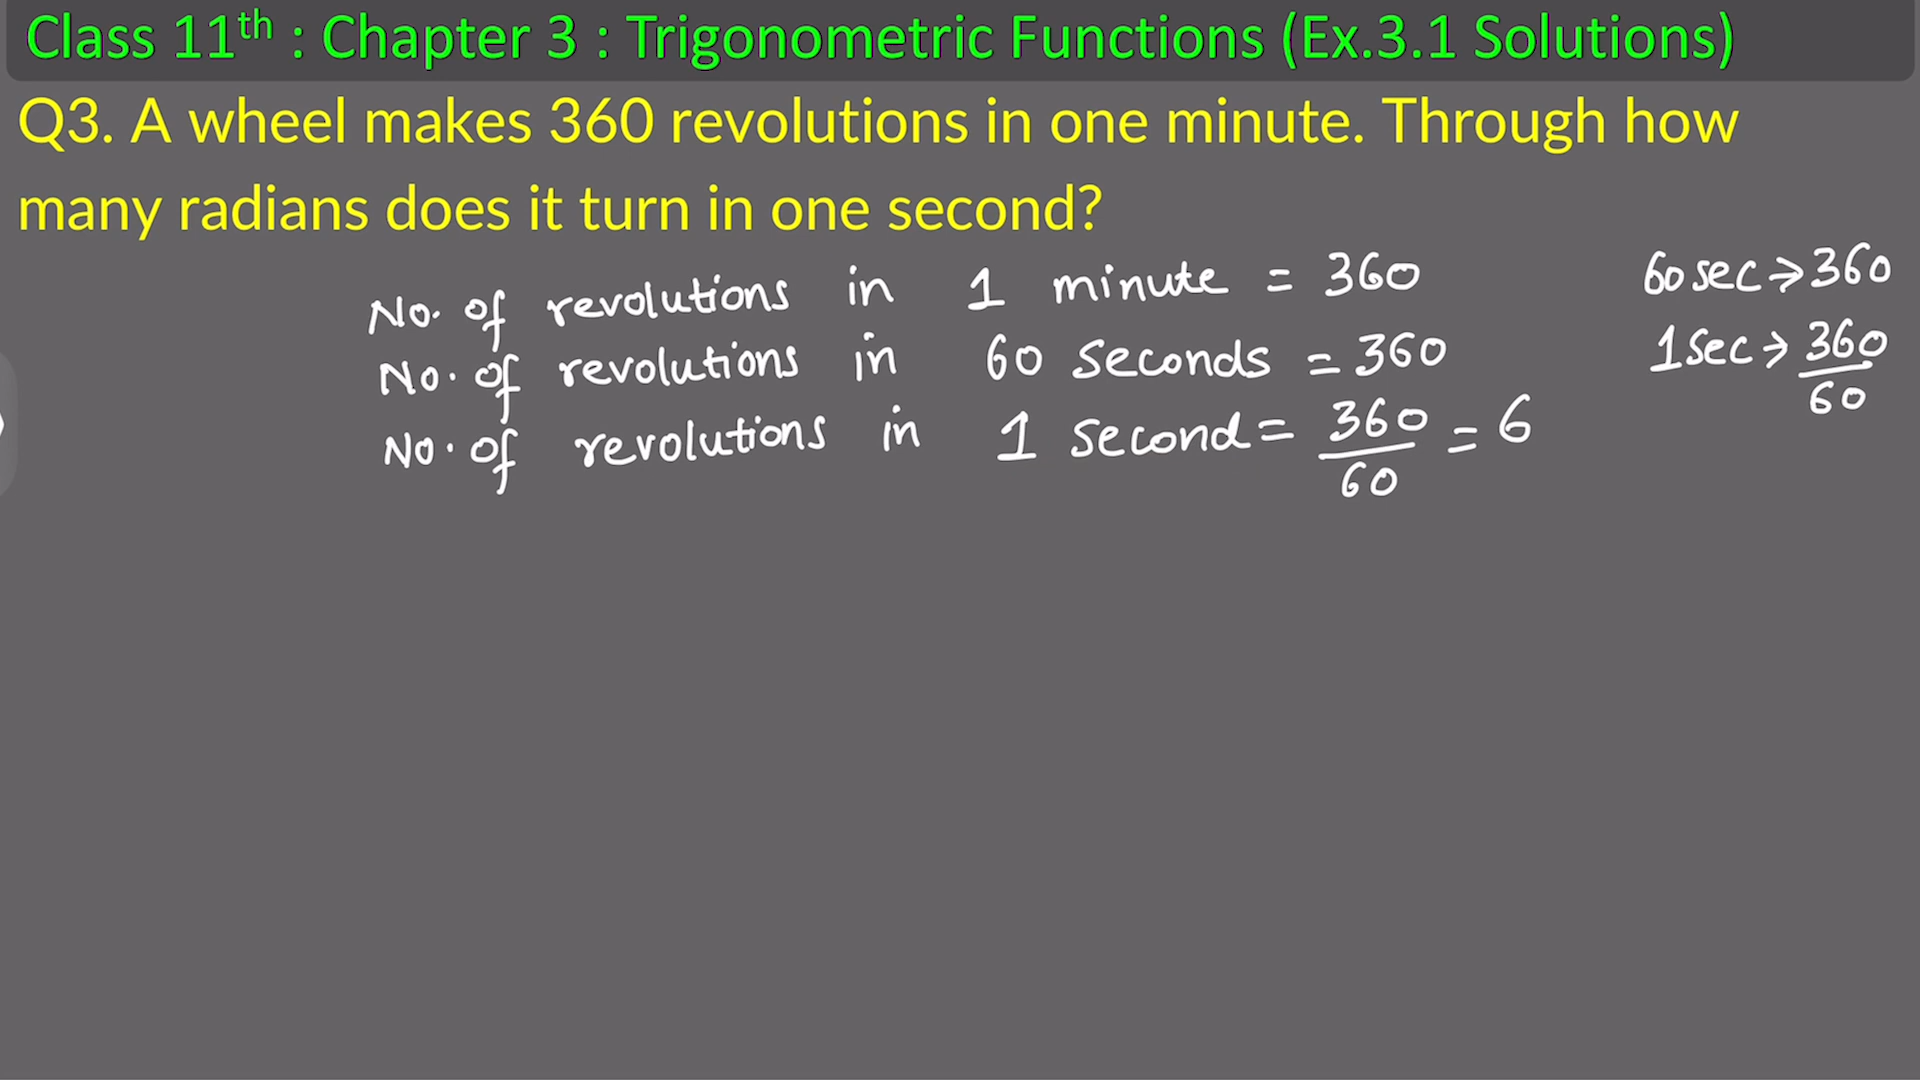 Class 11th : Chapter 3 : Trigonometric Functions (Ex.3.1 Solutions)
Q3. A wheel makes 360 revolutions in one minute. Through how
many radians does it turn in one second?
No. of revolutions in 1 minute = 360
No. of revolutions in 60 seconds = 360
No. of revolutions in 1 second = 360/60 = 6
60 sec → 360
1 sec → 360/60